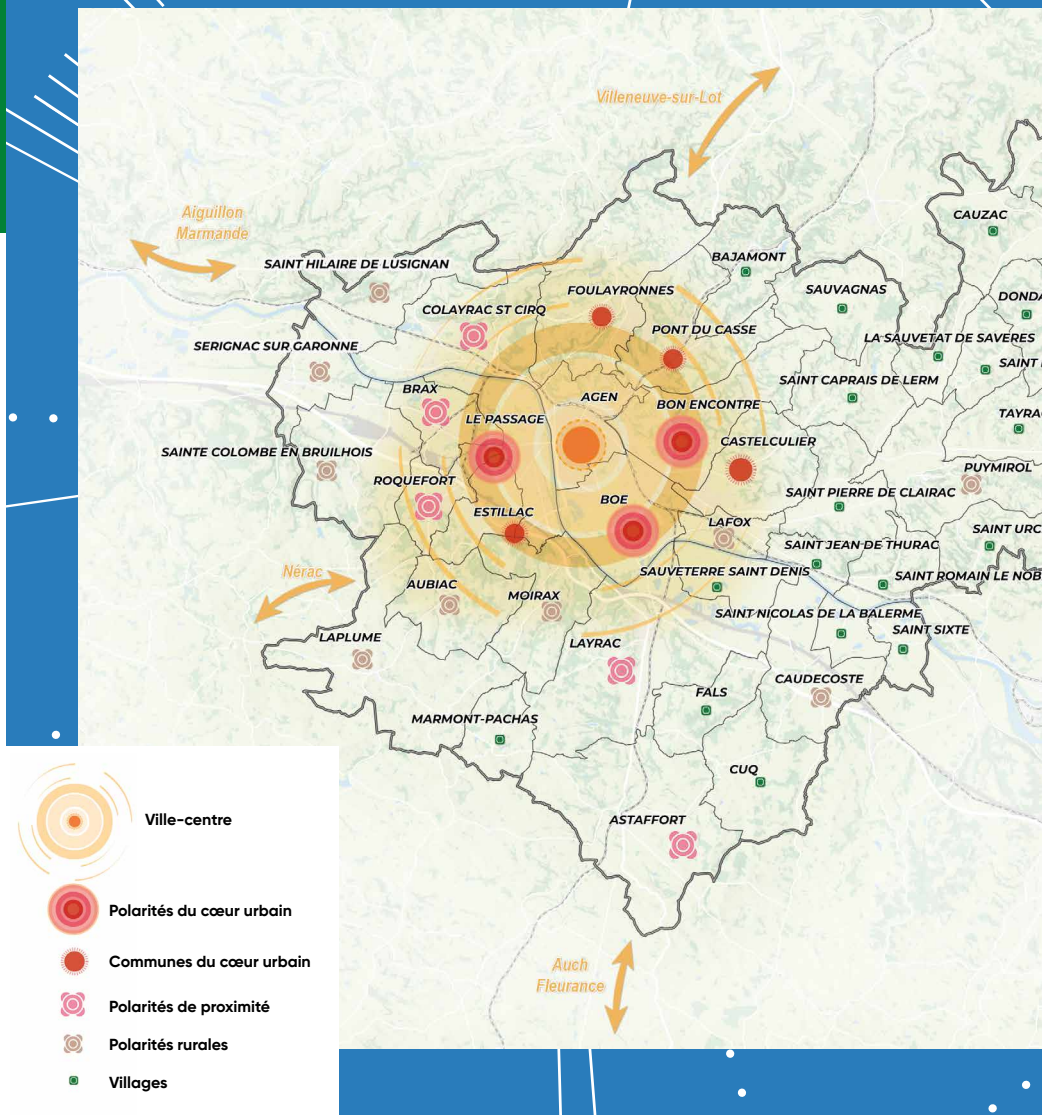 Villeneuve-sur-Lot
Aiguillon
Marmande
CAUZAC
BAJAMONT
SAINT HILAIRE DE LUSIGNAN
FOULAYRONNES
SAUVAGNAS
DONDA
COLAYRAC ST CIRQ
PONT DU CASSE
LA SAUVETAT DE SAVERES
SERIGNAC SUR GARONNE
SAINT
SAINT CAPRAIS DE LERM
BRAX
AGEN
BON ENCONTRE
TAYRAC
LE PASSAGE
CASTELCULIER
SAINTE COLOMBE EN BRUILHOIS
PUYMIROL
ROQUEFORT
SAINT PIERRE DE CLAIRAC
BOE
ESTILLAC
LAFOX
SAINT URC
SAINT JEAN DE THURAC
Nérac
SAUVETERRE SAINT DENIS
SAINT ROMAIN LE NOB
AUBIAC
MOIRAX
SAINT NICOLAS DE LA BALERME
SAINT SIXTE
LAPLUME
LAYRAC
CAUDECOSTE
FALS
MARMONT-PACHAS
CUQ
ASTAFFORT
Auch
Fleurance
Ville-centre
Polarités du cœur urbain
Communes du cœur urbain
Polarités de proximité
Polarités rurales
Villages